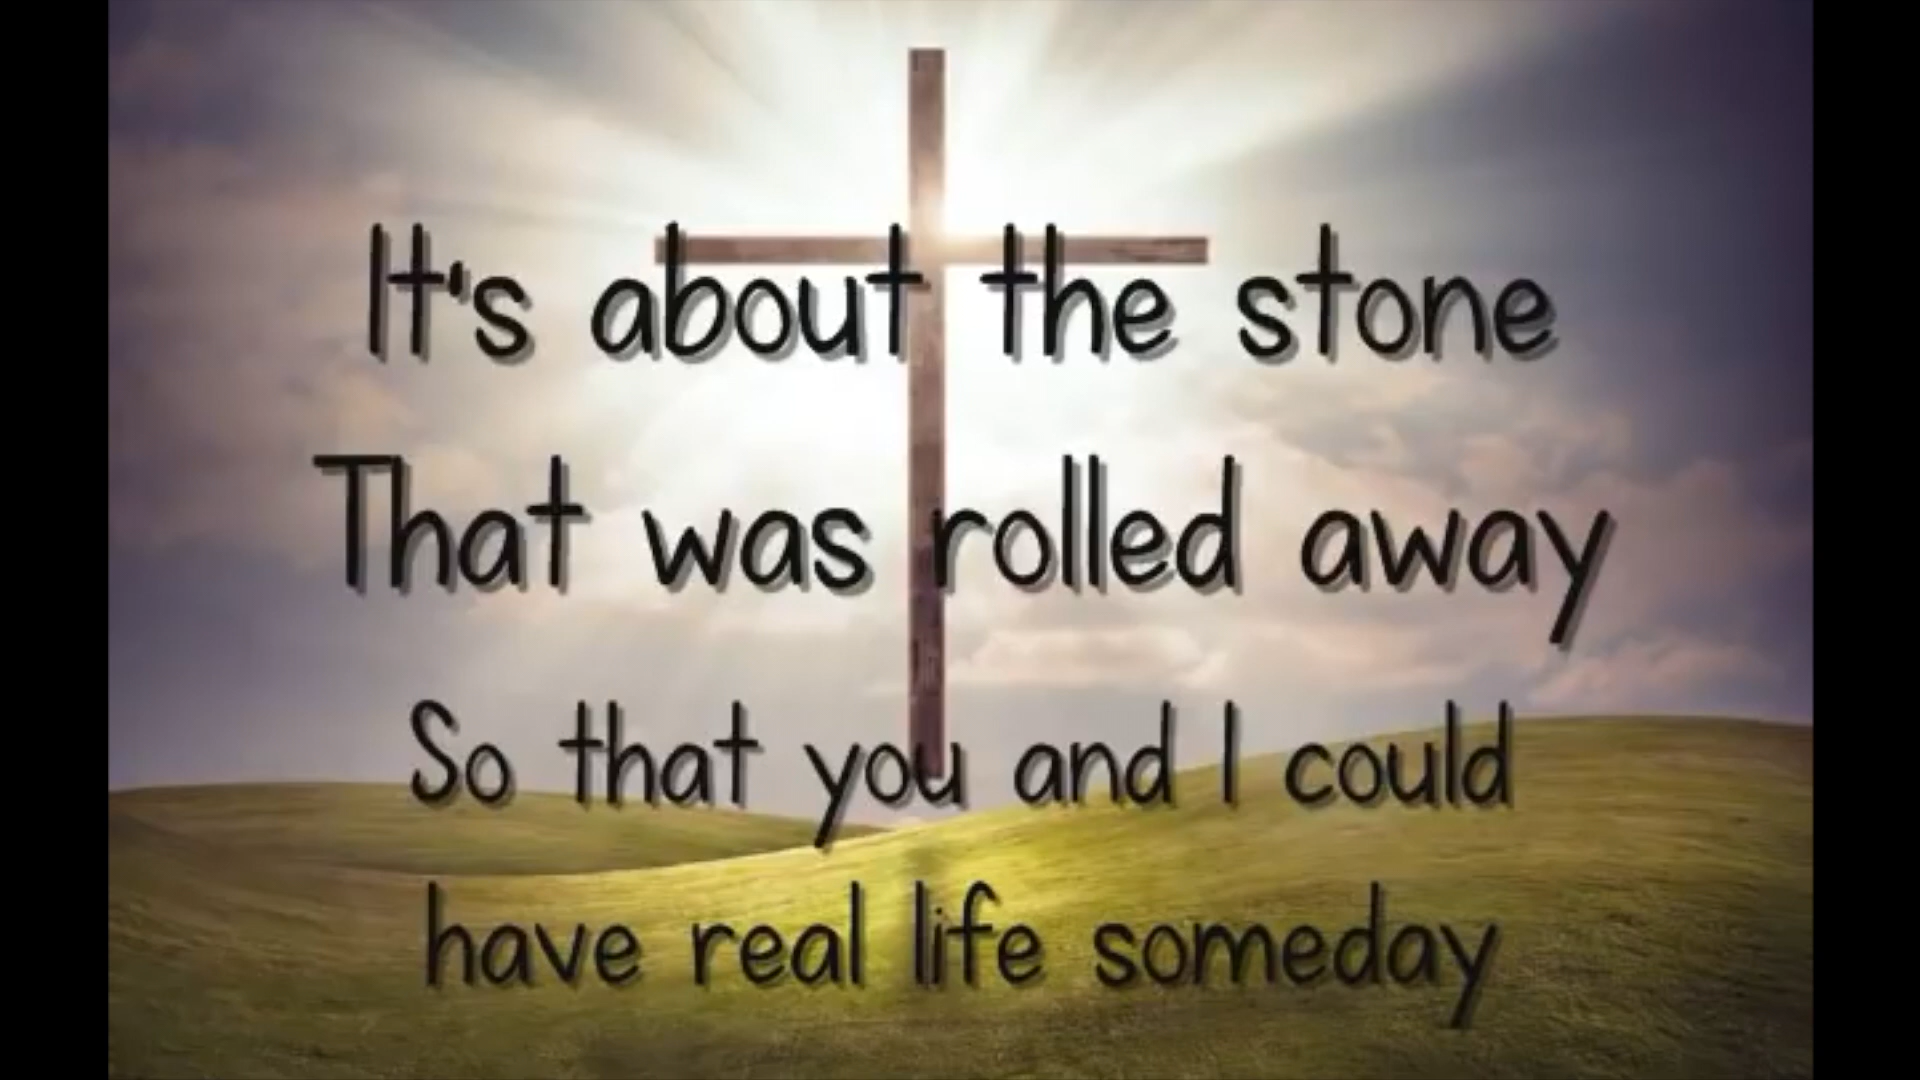 It's about the stone
That was rolled away
So that you and I could
have real life someday